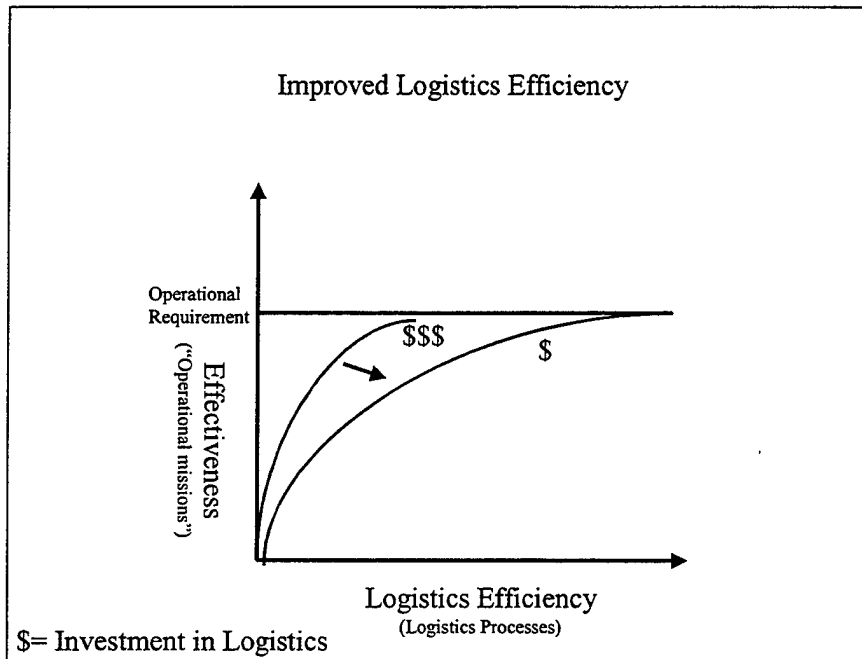 Improved Logistics Efficiency
Operational
Requirement
$$$
$
Effectiveness
(“Operational missions”)
Logistics Efficiency
(Logistics Processes)
$= Investment in Logistics